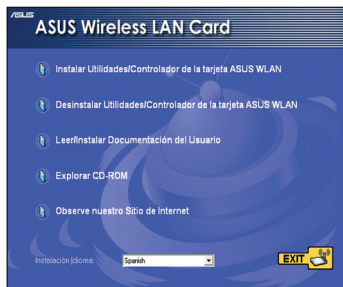 ASUS
ASUS Wireless LAN Card
Instalar Utilidades/Controlador de la tarjeta ASUS WLAN
Desinstalar Utilidades/Controlador de la tarjeta ASUS WLAN
Leer/Instalar Documentación del Usuario
Explorar CD-ROM
Observe nuestro Sitio de Internet
Instalación Idioma: Spanish
EXIT